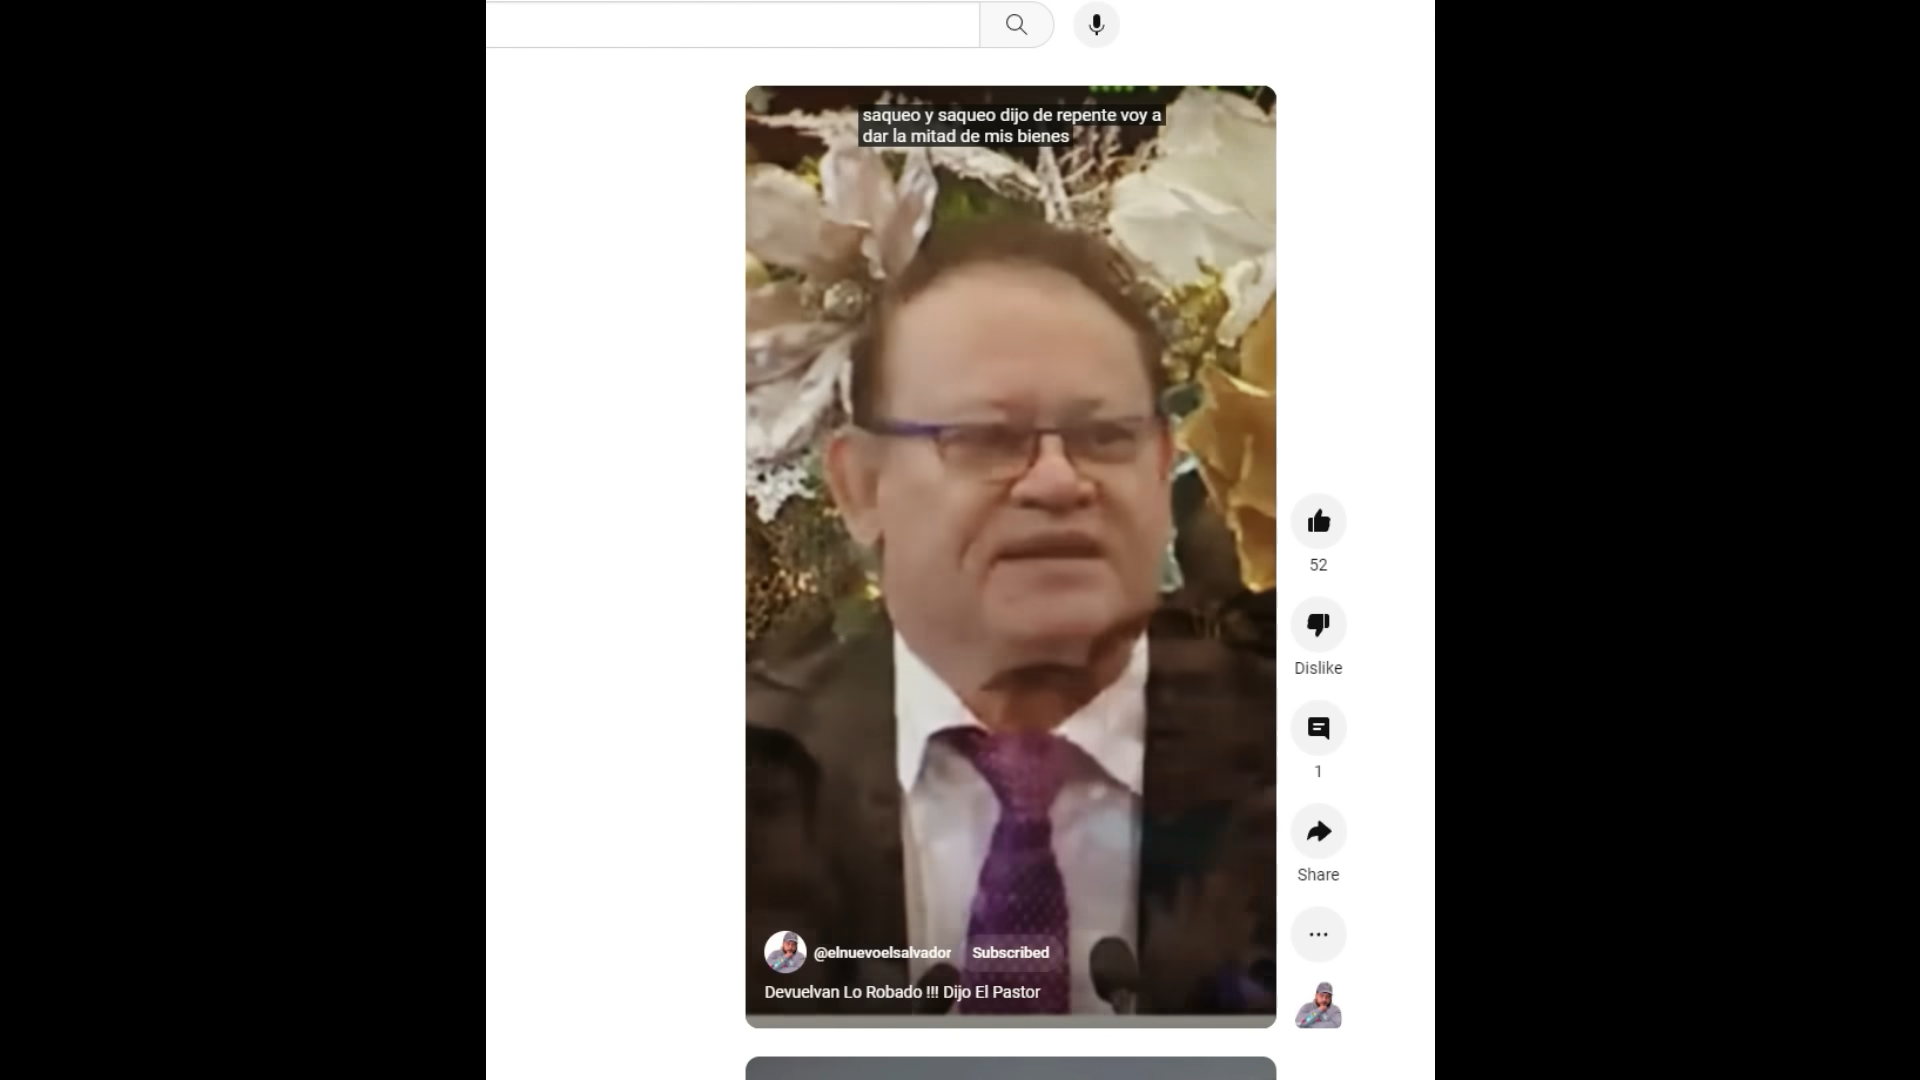 saqueo y saqueo dijo de repente voy a
dar la mitad de mis bienes
52
Dislike
1
Share
@elnuevoelsalvador Subscribed
Devuelvan Lo Robado !!! Dijo El Pastor